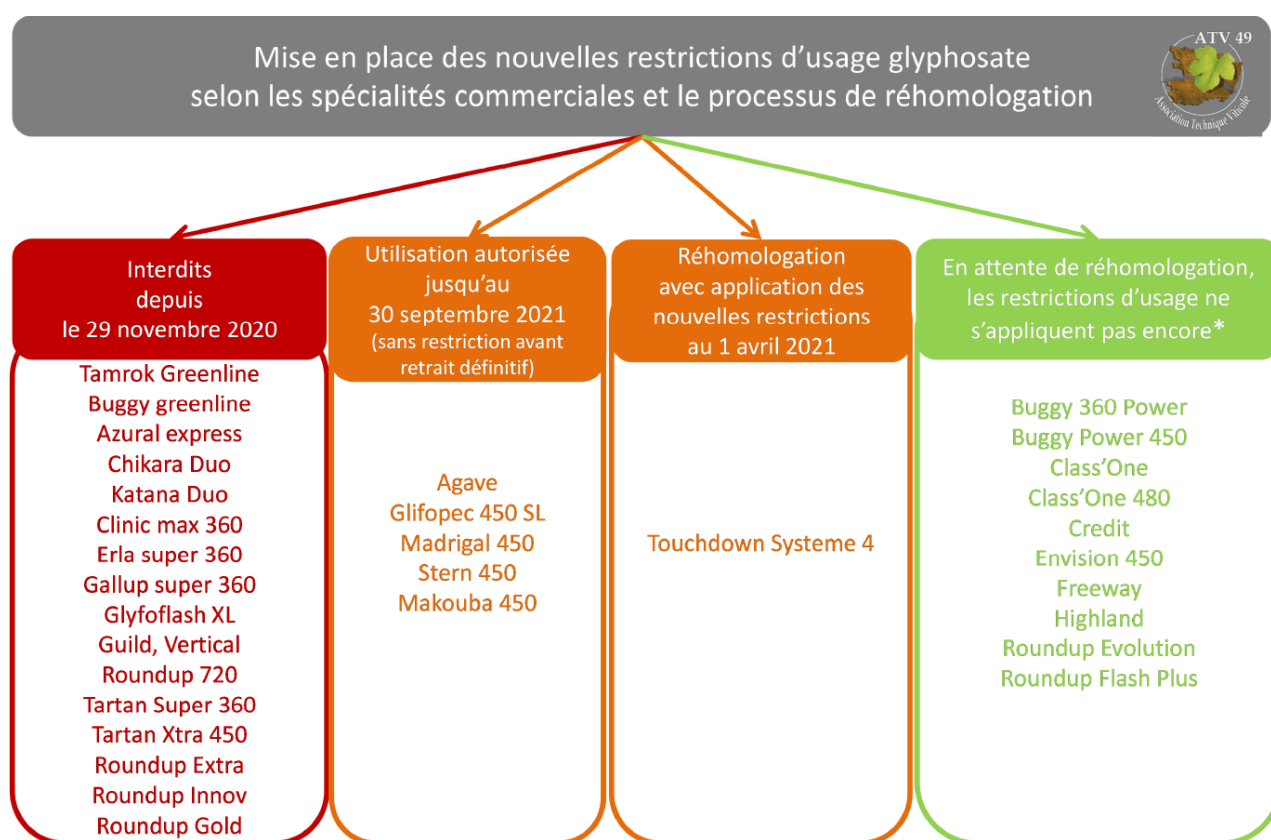 Mise en place des nouvelles restrictions d'usage glyphosate
selon les spécialités commerciales et le processus de réhomologation
ATV 49
Association Technique Viticole
Interdits
depuis
le 29 novembre 2020
Tamrok Greenline
Buggy greenline
Azural express
Chikara Duo
Katana Duo
Clinic max 360
Erla super 360
Gallup super 360
Glyfoflash XL
Guild, Vertical
Roundup 720
Tartan Super 360
Tartan Xtra 450
Roundup Extra
Roundup Innov
Roundup Gold
Utilisation autorisée
jusqu'au
30 septembre 2021
(sans restriction avant
retrait définitif)
Agave
Glifopec 450 SL
Madrigal 450
Stern 450
Makouba 450
Réhomologation
avec application des
nouvelles restrictions
au 1 avril 2021
Touchdown Systeme 4
En attente de réhomologation,
les restrictions d'usage ne
s'appliquent pas encore*
Buggy 360 Power
Buggy Power 450
Class'One
Class'One 480
Credit
Envision 450
Freeway
Highland
Roundup Evolution
Roundup Flash Plus